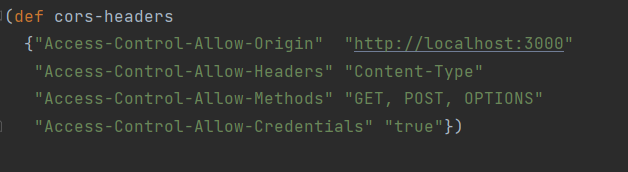 (def cors-headers
  {"Access-Control-Allow-Origin"  "http://localhost:3000"
   "Access-Control-Allow-Headers" "Content-Type"
   "Access-Control-Allow-Methods" "GET, POST, OPTIONS"
   "Access-Control-Allow-Credentials" "true"})